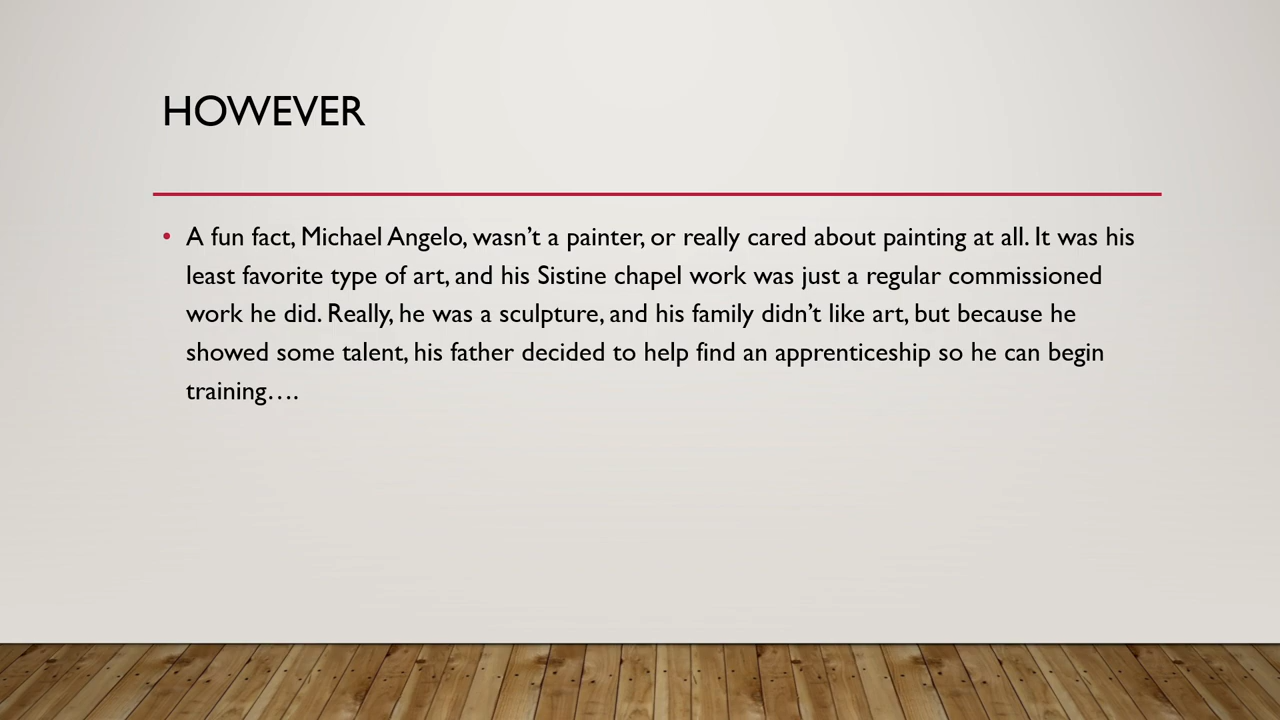 HOWEVER
• A fun fact, Michael Angelo, wasn’t a painter, or really cared about painting at all. It was his
least favorite type of art, and his Sistine chapel work was just a regular commissioned
work he did. Really, he was a sculpture, and his family didn’t like art, but because he
showed some talent, his father decided to help find an apprenticeship so he can begin
training….